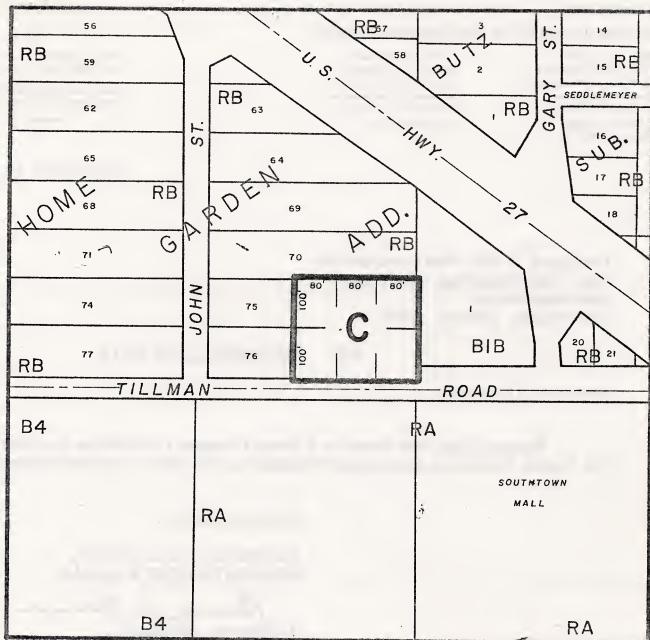 56
RB
59
62
65
RB
68
71
74
77
RB
HOME GARDEN ADD.
JOHN ST.
RB
63
64
69
RB
70
75
76
100'
100'
80' 80' 80'
C
U.S. HWY. 27
RB 57
58
BUTZ SUB.
3
2
1 RB
GARY ST.
14
15 RB
SEDDLEMEYER
16
17 RB
18
1
B1B
20
RB 21
TILLMAN ROAD
B4
RA
RA
SOUTHTOWN
MALL
B4
RA